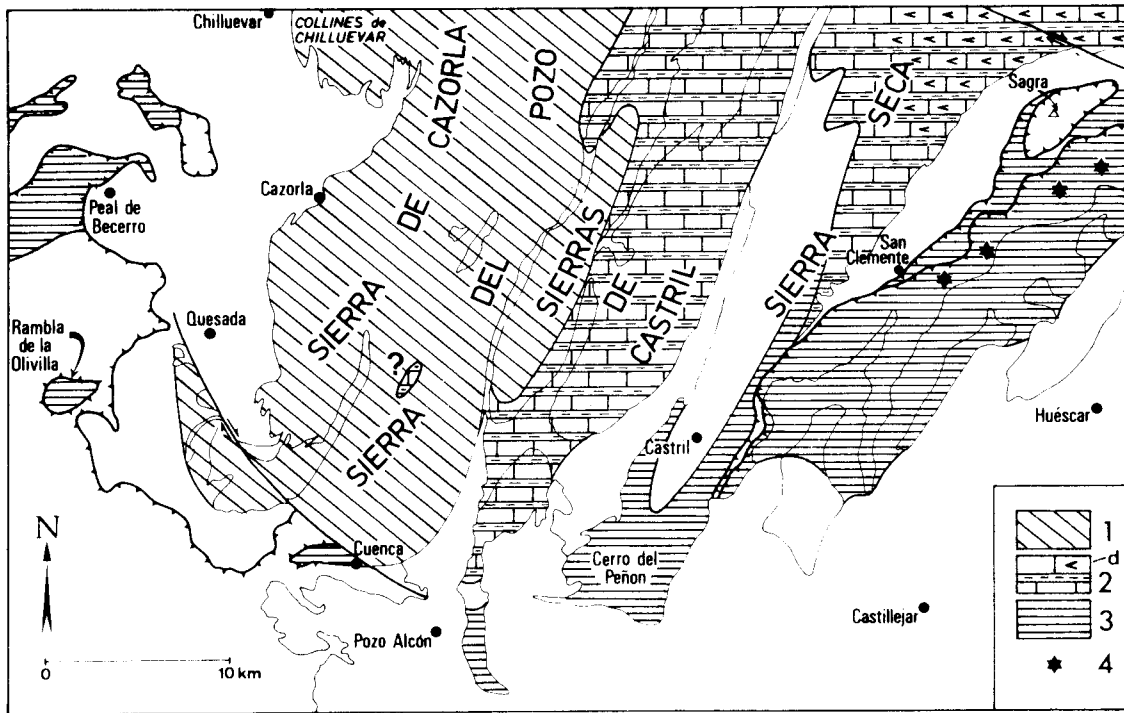 Chilluevar
COLLINES de
CHILLUEVAR
SIERRA DE CAZORLA
SIERRA DEL POZO
SIERRAS DE CASTRIL
SIERRA SECA
Sagra
Peal de
Becerro
Cazorla
San
Clemente
Rambla
de la
Olivilla
Quesada
?
Huéscar
Castril
N
Cuenca
Cerro del
Peñon
Castillejar
Pozo Alcón
0 10 km
1
d
2
3
4